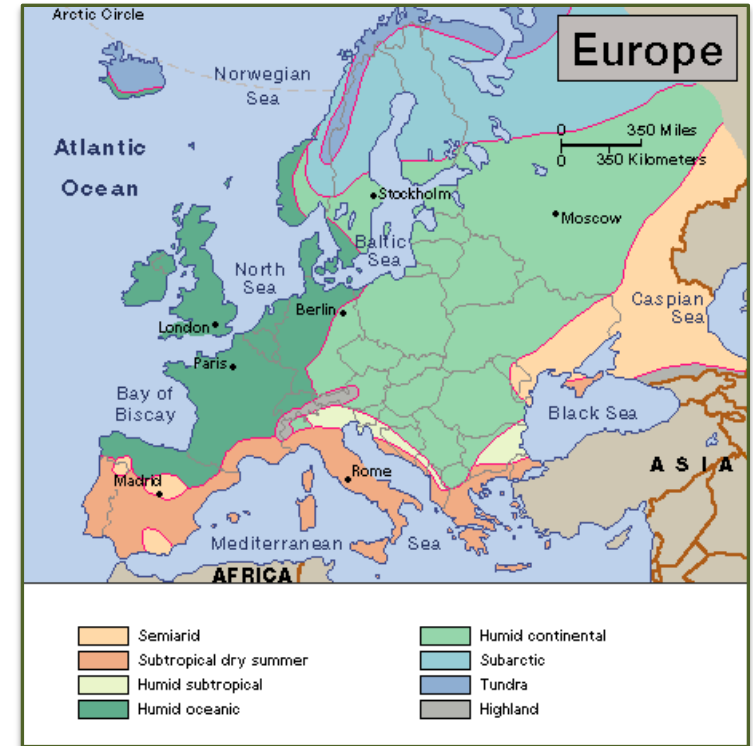 Arctic Circle
Europe
Norwegian
Sea
Atlantic
Ocean
0 350 Miles
0 350 Kilometers
Stockholm
Moscow
Baltic
Sea
North
Sea
Caspian
Sea
Berlin
London
Paris
Bay of
Biscay
Black Sea
ASIA
Madrid
Rome
Mediterranean Sea
AFRICA
Semiarid
Subtropical dry summer
Humid subtropical
Humid oceanic
Humid continental
Subarctic
Tundra
Highland